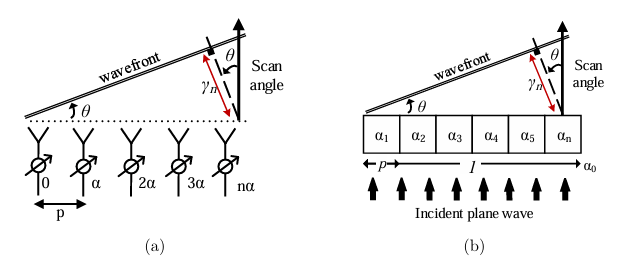 wavefront
θ
Scan
angle
γn
θ
0
α
2α
3α
nα
p
(a)
wavefront
θ
Scan
angle
γn
θ
α1 α2 α3 α4 α5 αn
p
l
α0
Incident plane wave
(b)